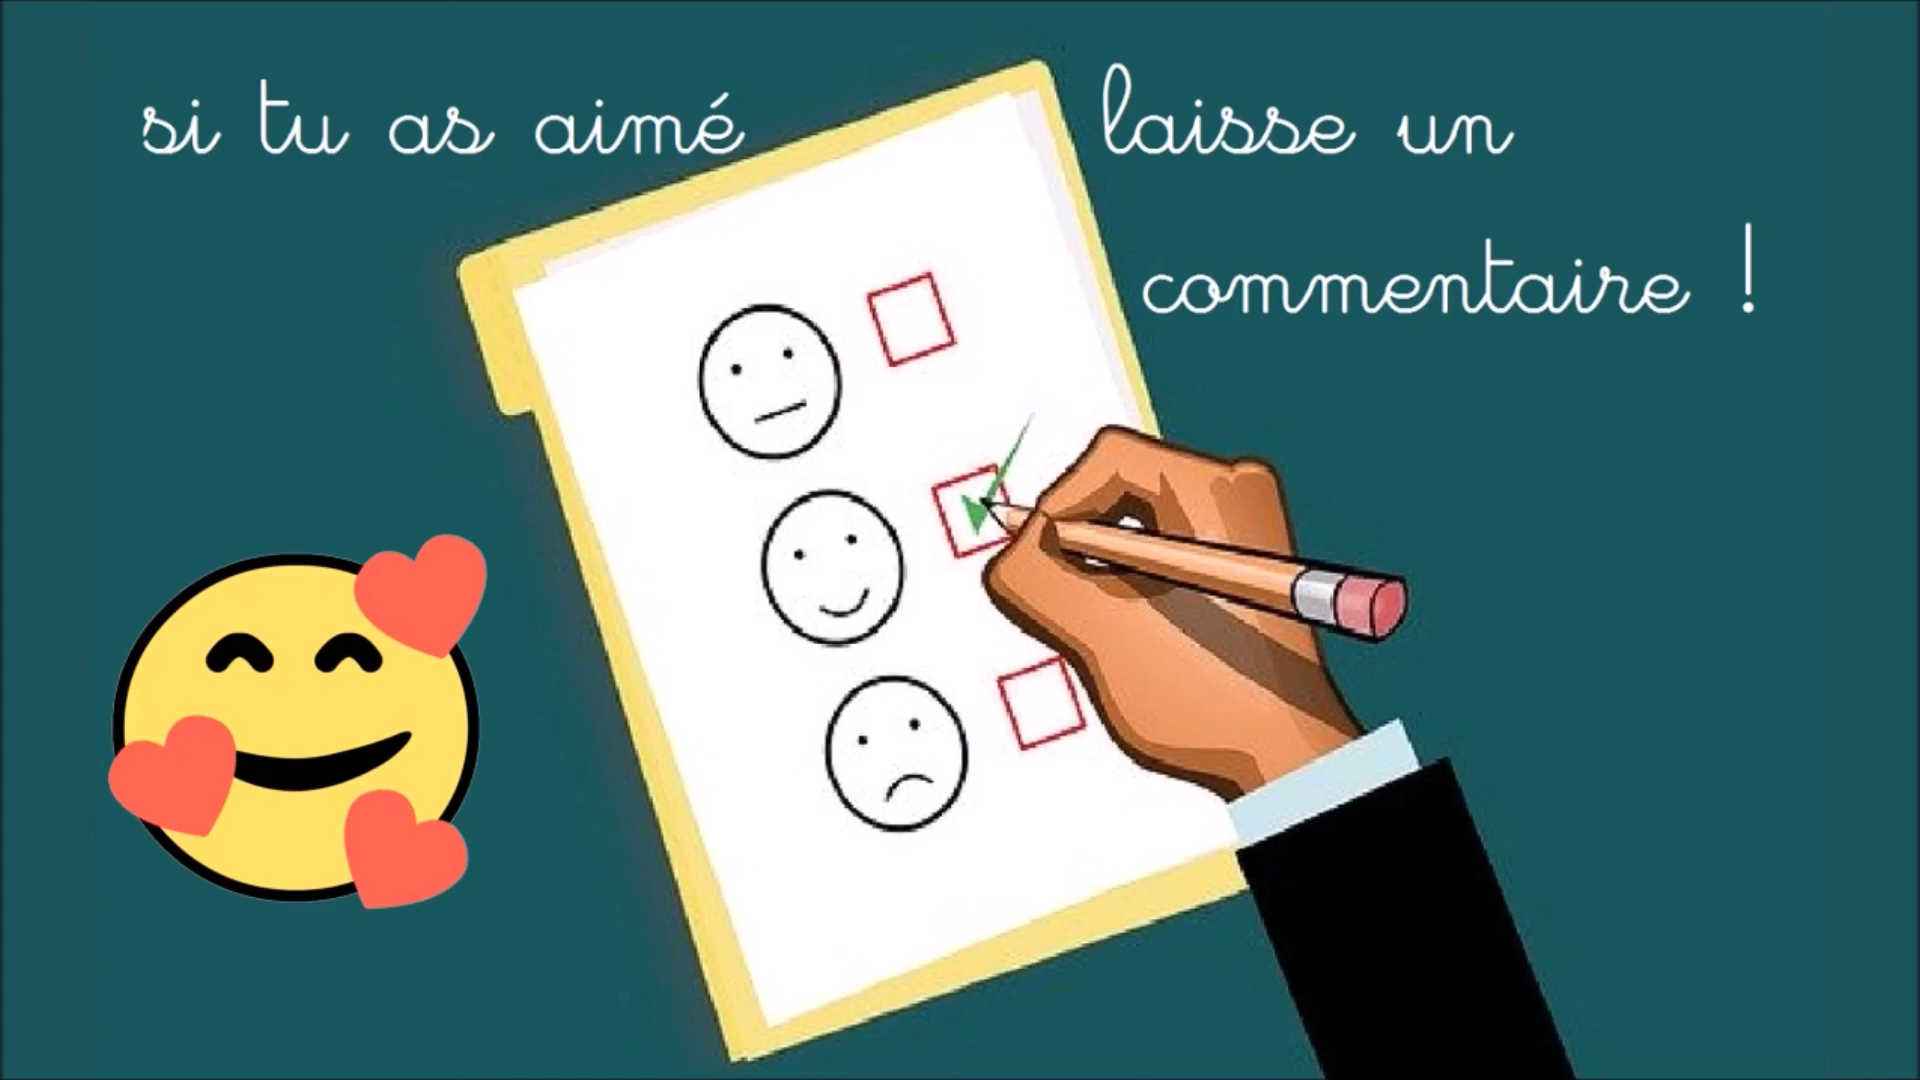 si tu as aimé
laisse un
commentaire !